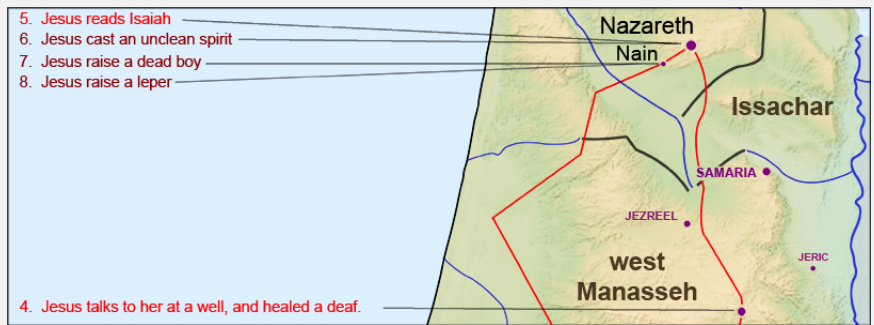 5. Jesus reads Isaiah
6. Jesus cast an unclean spirit
7. Jesus raise a dead boy
8. Jesus raise a leper
Nazareth
Nain
Issachar
SAMARIA
JEZREEL
JERIC
west
Manasseh
4. Jesus talks to her at a well, and healed a deaf.